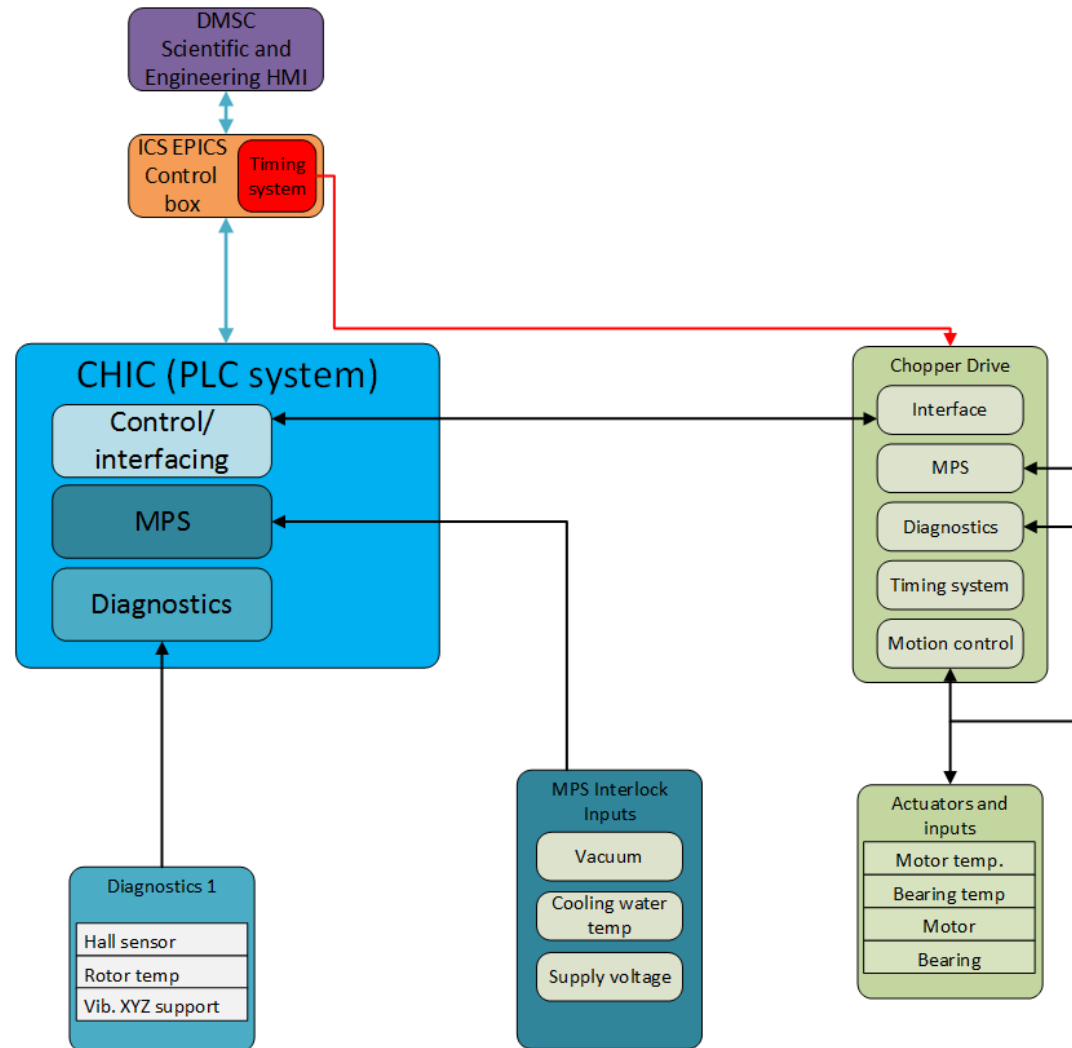 DMSC
Scientific and
Engineering HMI
ICS EPICS
Control
box
Timing
system
CHIC (PLC system)
Control/
interfacing
MPS
Diagnostics
Chopper Drive
Interface
MPS
Diagnostics
Timing system
Motion control
Diagnostics 1
Hall sensor
Rotor temp
Vib. XYZ support
MPS Interlock
Inputs
Vacuum
Cooling water
temp
Supply voltage
Actuators and
inputs
Motor temp.
Bearing temp
Motor
Bearing